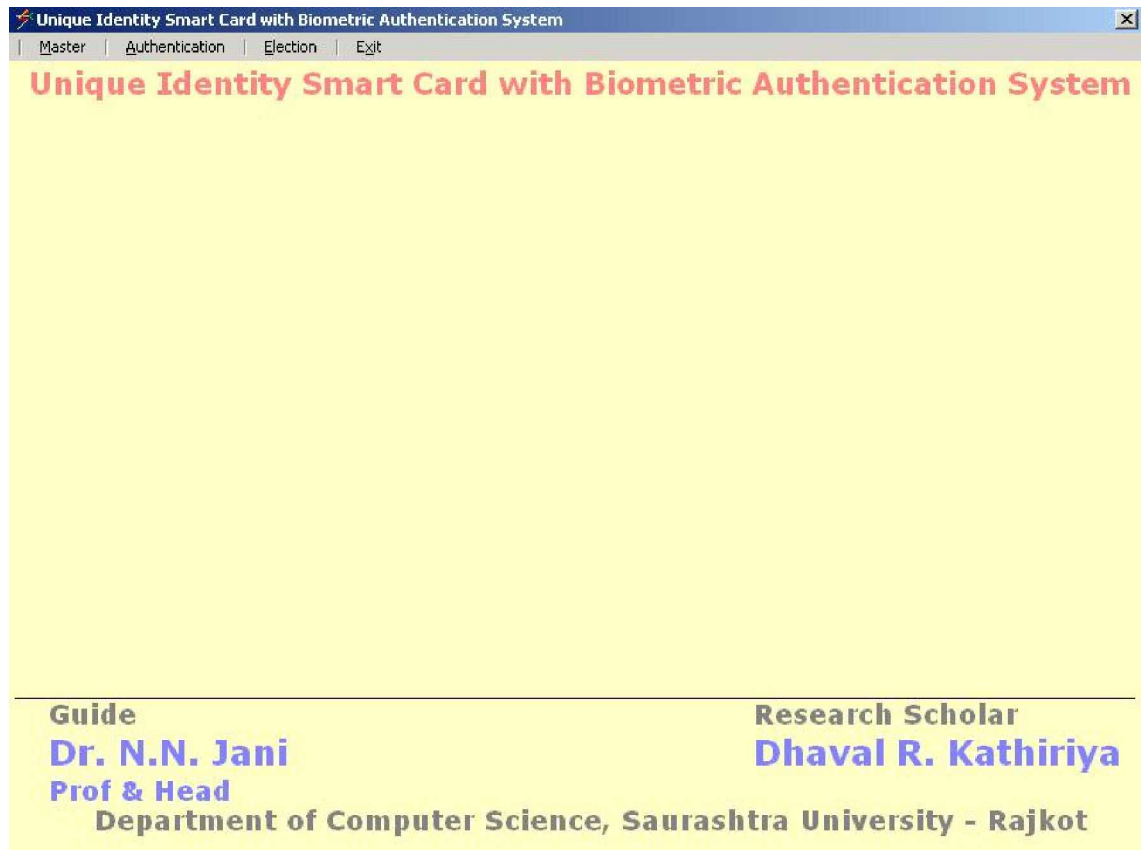 Unique Identity Smart Card with Biometric Authentication System
Master Authentication Election Exit
Unique Identity Smart Card with Biometric Authentication System
Guide Research Scholar
Dr. N.N. Jani Dhaval R. Kathiriya
Prof & Head
Department of Computer Science, Saurashtra University - Rajkot